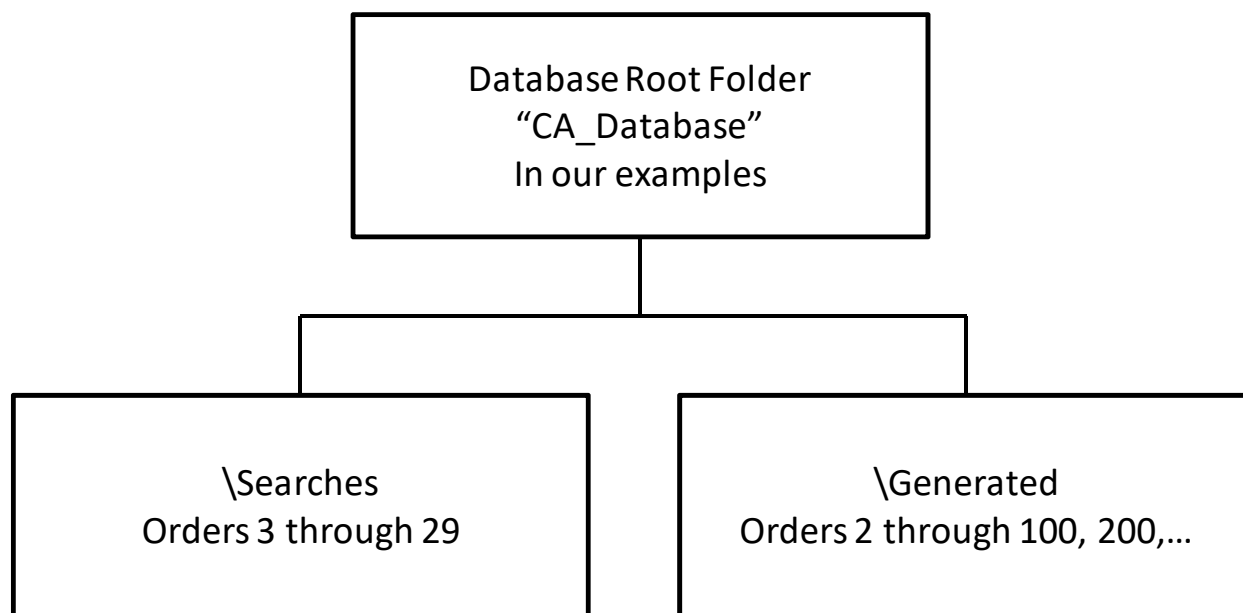 Database Root Folder
“CA_Database”
In our examples
\Searches
Orders 3 through 29
\Generated
Orders 2 through 100, 200,…